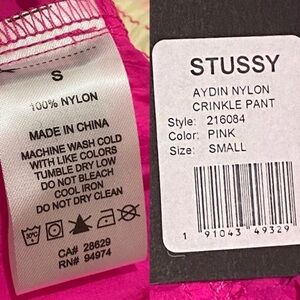 S
100% NYLON
MADE IN CHINA
MACHINE WASH COLD
WITH LIKE COLORS
TUMBLE DRY LOW
DO NOT BLEACH
COOL IRON
DO NOT DRY CLEAN
CA# 28629
RN# 94974
STUSSY
AYDIN NYLON
CRINKLE PANT
Style: 216084
Color: PINK
Size: SMALL
1 91043 49329